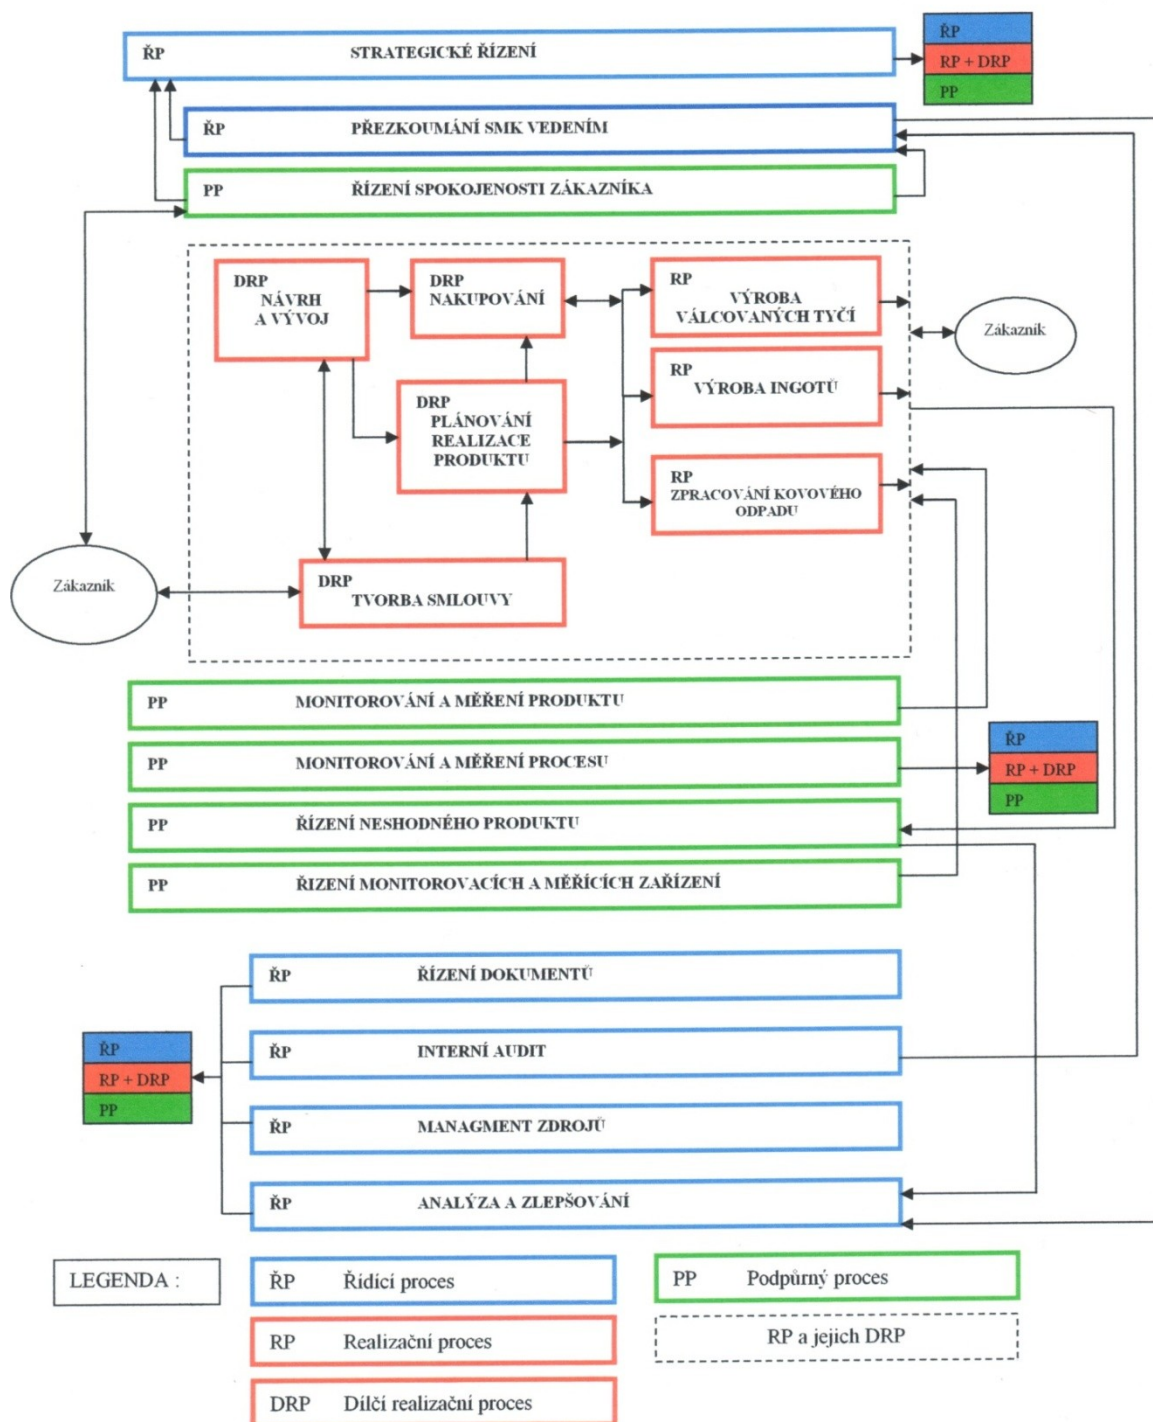 ŘP STRATEGICKÉ ŘÍZENÍ
ŘP
RP + DRP
PP
ŘP PŘEZKOUMÁNÍ SMK VEDENÍM
PP ŘÍZENÍ SPOKOJENOSTI ZÁKAZNÍKA
DRP
NÁVRH
A VÝVOJ
DRP
NAKUPOVÁNÍ
RP
VÝROBA
VÁLCOVANÝCH TYČÍ
Zákazník
RP
VÝROBA INGOTŮ
DRP
PLÁNOVÁNÍ
REALIZACE
PRODUKTU
RP
ZPRACOVÁNÍ KOVOVÉHO
ODPADU
Zákazník
DRP
TVORBA SMLOUVY
PP MONITOROVÁNÍ A MĚŘENÍ PRODUKTU
PP MONITOROVÁNÍ A MĚŘENÍ PROCESU
ŘP
RP + DRP
PP
PP ŘÍZENÍ NESHODNÉHO PRODUKTU
PP ŘIZENÍ MONITOROVACÍCH A MĚŘÍCÍCH ZAŘÍZENÍ
ŘP ŘÍZENÍ DOKUMENTŮ
ŘP INTERNÍ AUDIT
ŘP
RP + DRP
PP
ŘP MANAGMENT ZDROJŮ
ŘP ANALÝZA A ZLEPŠOVÁNÍ
LEGENDA :
ŘP Řídící proces
PP Podpůrný proces
RP Realizační proces
RP a jejich DRP
DRP Dílčí realizační proces